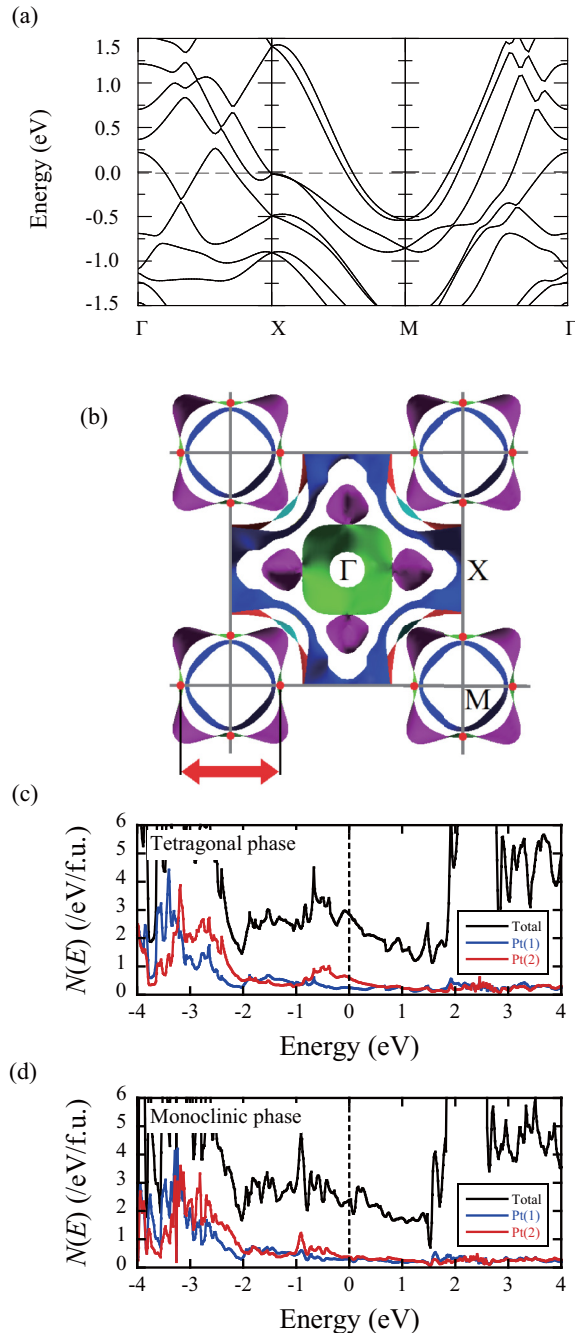 (a)
Energy (eV)
1.5
1.0
0.5
0.0
-0.5
-1.0
-1.5
Γ X M Γ
(b)
Γ
X
M
(c)
N(E) (/eV/f.u.)
6
5
4
3
2
1
0
Tetragonal phase
Total
Pt(1)
Pt(2)
-4 -3 -2 -1 0 1 2 3 4
Energy (eV)
(d)
N(E) (/eV/f.u.)
6
5
4
3
2
1
0
Monoclinic phase
Total
Pt(1)
Pt(2)
-4 -3 -2 -1 0 1 2 3 4
Energy (eV)